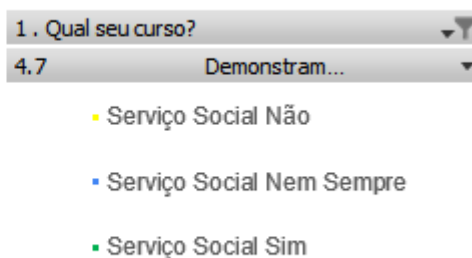 1 . Qual seu curso?
4.7 Demonstram...
Serviço Social Não
Serviço Social Nem Sempre
Serviço Social Sim